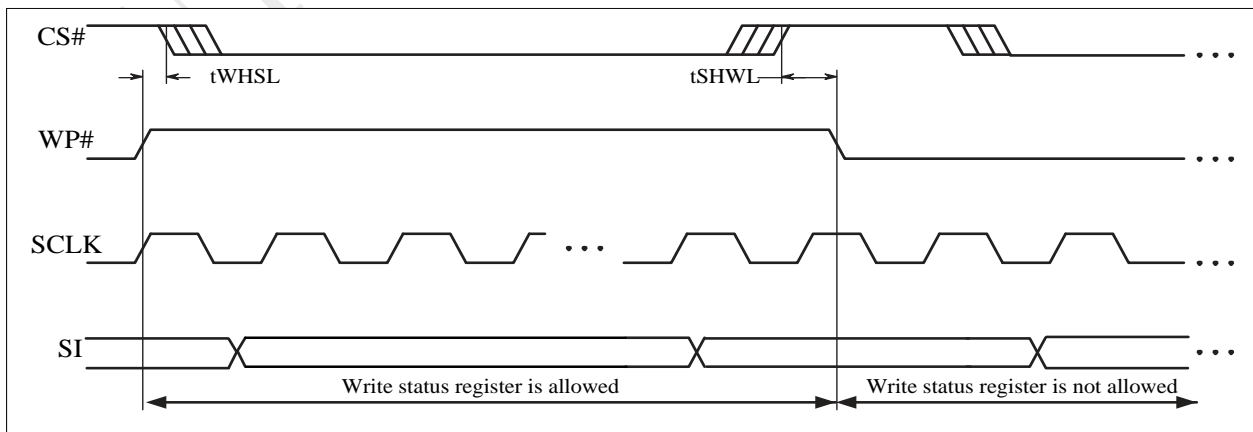 CS#
tWHSL
tSHWL
WP#
SCLK
SI
Write status register is allowed
Write status register is not allowed